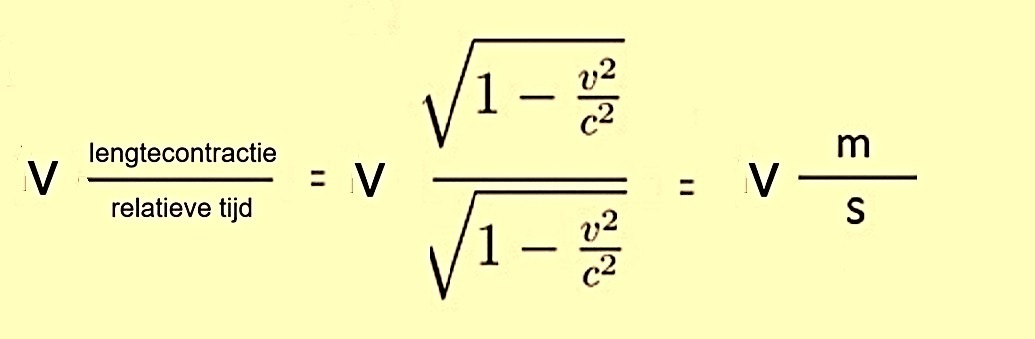 V lengtecontractie / relatieve tijd = V √(1 − v²/c²) / √(1 − v²/c²) = V m / s